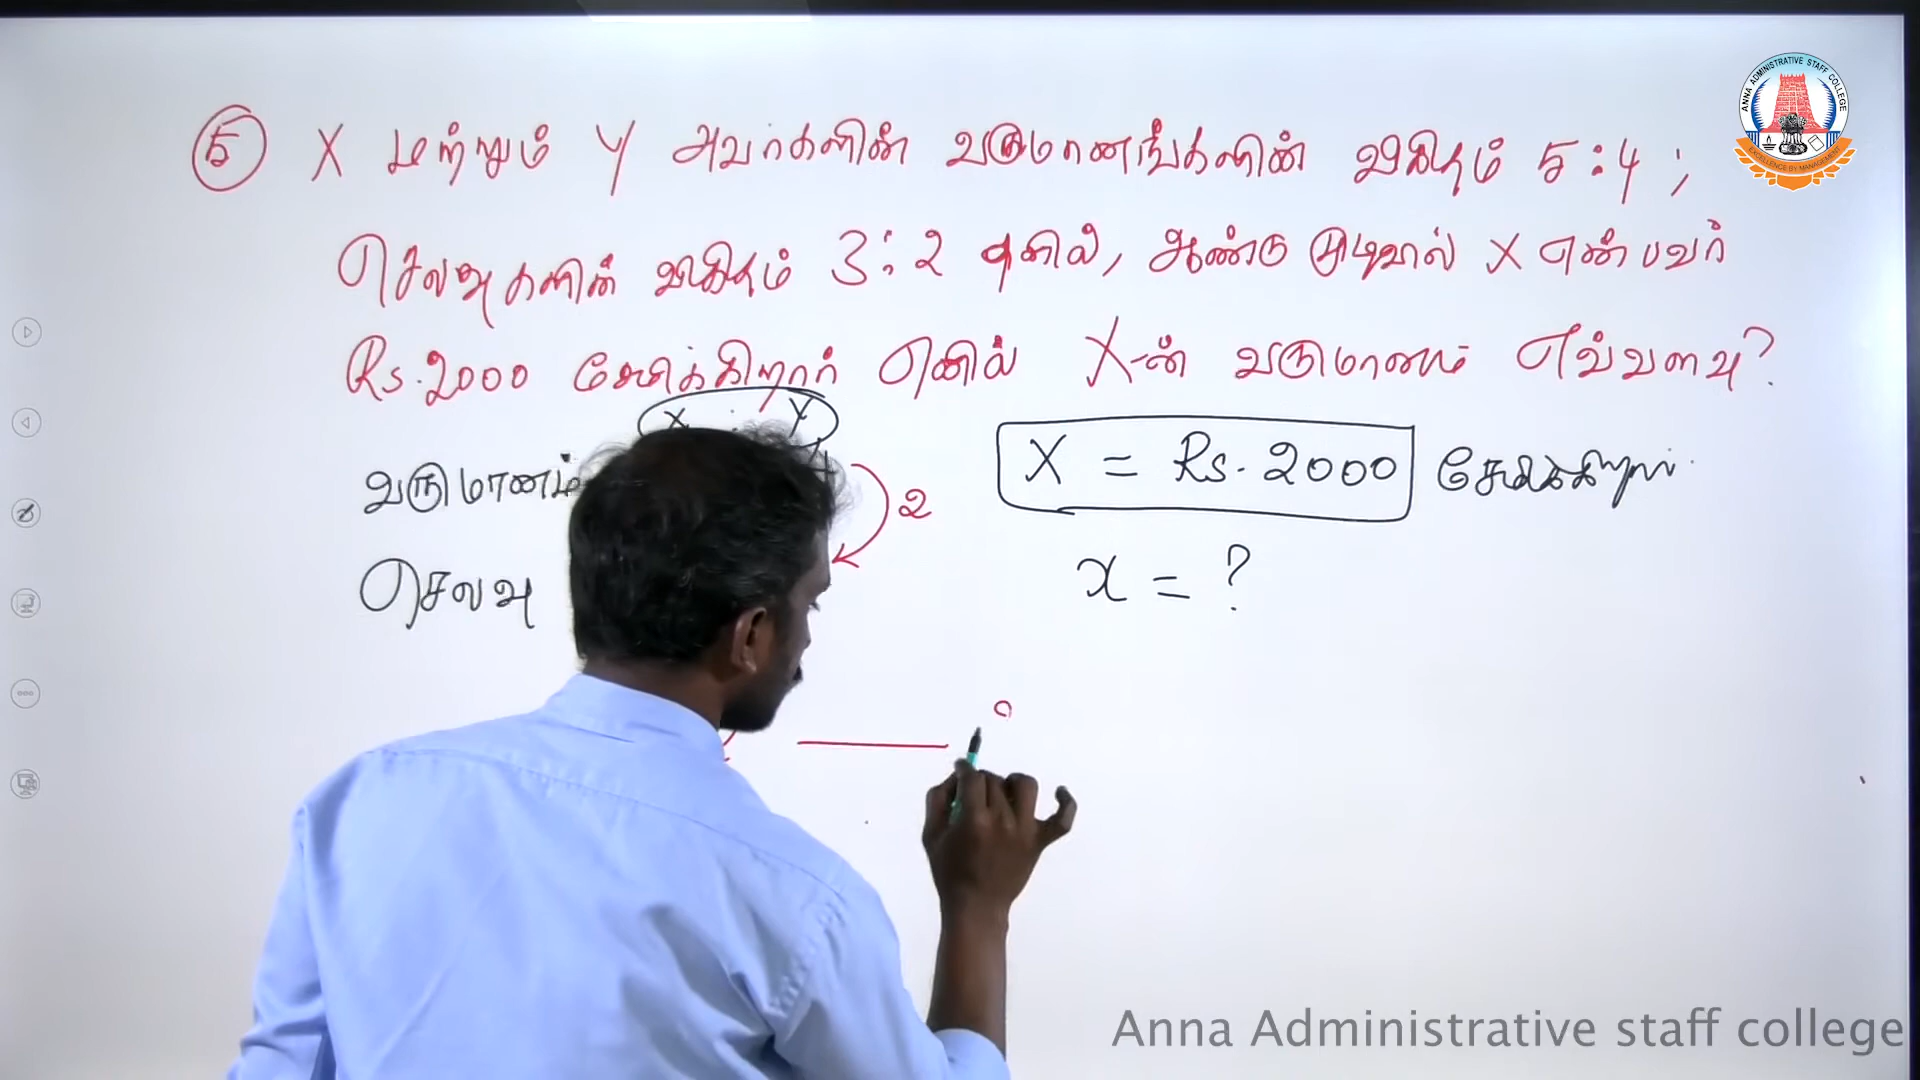 ANNA ADMINISTRATIVE STAFF COLLEGE
EXCELLENCE BY MANAGEMENT
5 X மற்றும் Y அவர்களின் வருமானங்களின் விகிதம் 5:4 ;
செலவுகளின் விகிதம் 3:2 எனில், ஆண்டு முடிவில் X என்பவர்
Rs.2000 சேமிக்கிறார் எனில் X-ன் வருமானம் எவ்வளவு?
X : Y
வருமானம்
2
X = Rs.2000 சேமிக்கிறார்.
செலவு
x = ?
Anna Administrative staff college